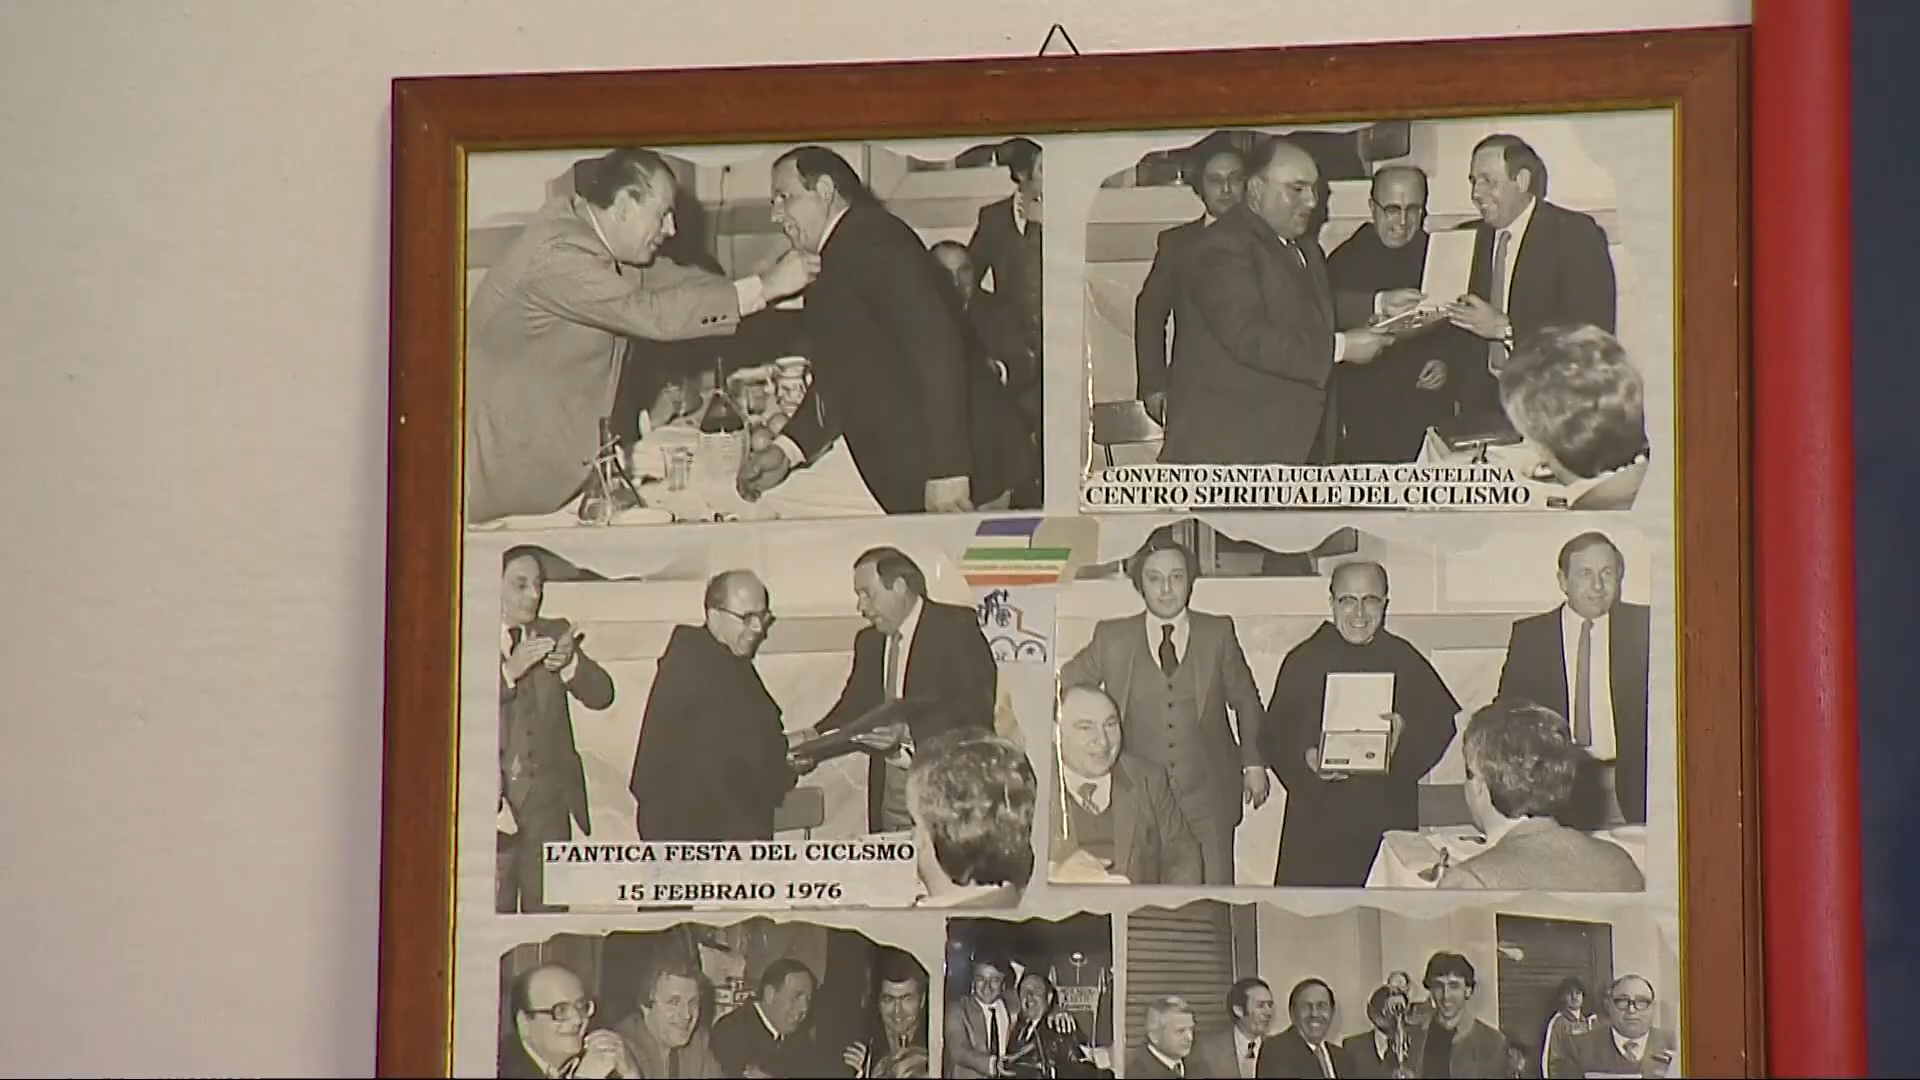 CONVENTO SANTA LUCIA ALLA CASTELLINA
CENTRO SPIRITUALE DEL CICLISMO
L'ANTICA FESTA DEL CICLSMO
15 FEBBRAIO 1976